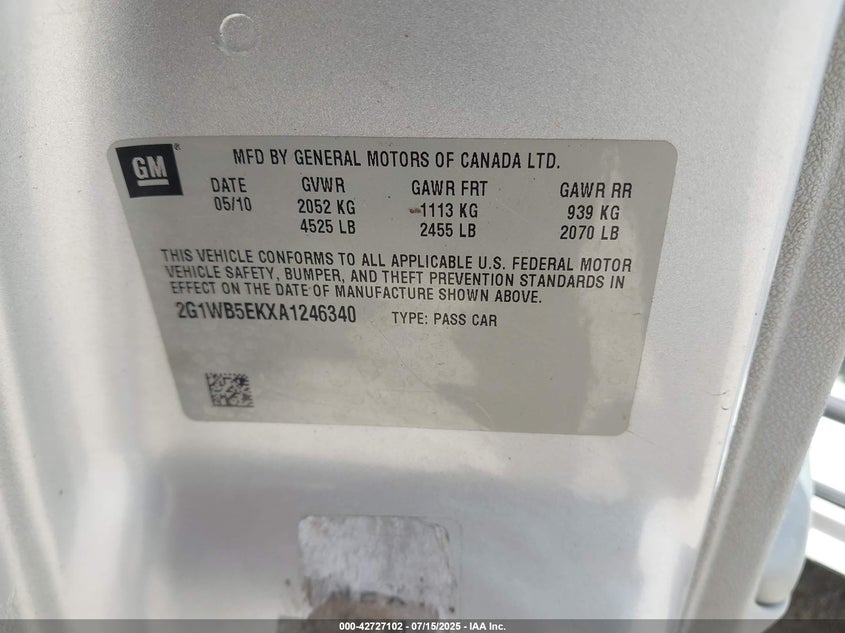 GM
MFD BY GENERAL MOTORS OF CANADA LTD.
DATE GVWR GAWR FRT GAWR RR
05/10 2052 KG 1113 KG 939 KG
4525 LB 2455 LB 2070 LB
THIS VEHICLE CONFORMS TO ALL APPLICABLE U.S. FEDERAL MOTOR
VEHICLE SAFETY, BUMPER, AND THEFT PREVENTION STANDARDS IN
EFFECT ON THE DATE OF MANUFACTURE SHOWN ABOVE.
2G1WB5EKXA1246340 TYPE: PASS CAR
000-42727102 - 07/15/2025 - IAA Inc.